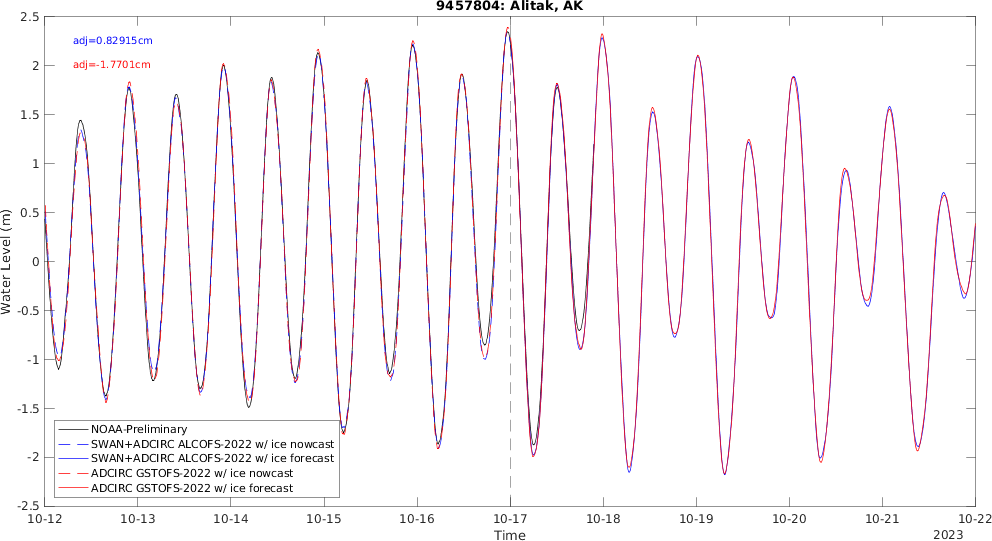 9457804: Alitak, AK
adj=0.82915cm
adj=-1.7701cm
Water Level (m)
2.5
2
1.5
1
0.5
0
-0.5
-1
-1.5
-2
-2.5
NOAA-Preliminary
SWAN+ADCIRC ALCOFS-2022 w/ ice nowcast
SWAN+ADCIRC ALCOFS-2022 w/ ice forecast
ADCIRC GSTOFS-2022 w/ ice nowcast
ADCIRC GSTOFS-2022 w/ ice forecast
10-12 10-13 10-14 10-15 10-16 10-17 10-18 10-19 10-20 10-21 10-22
Time
2023